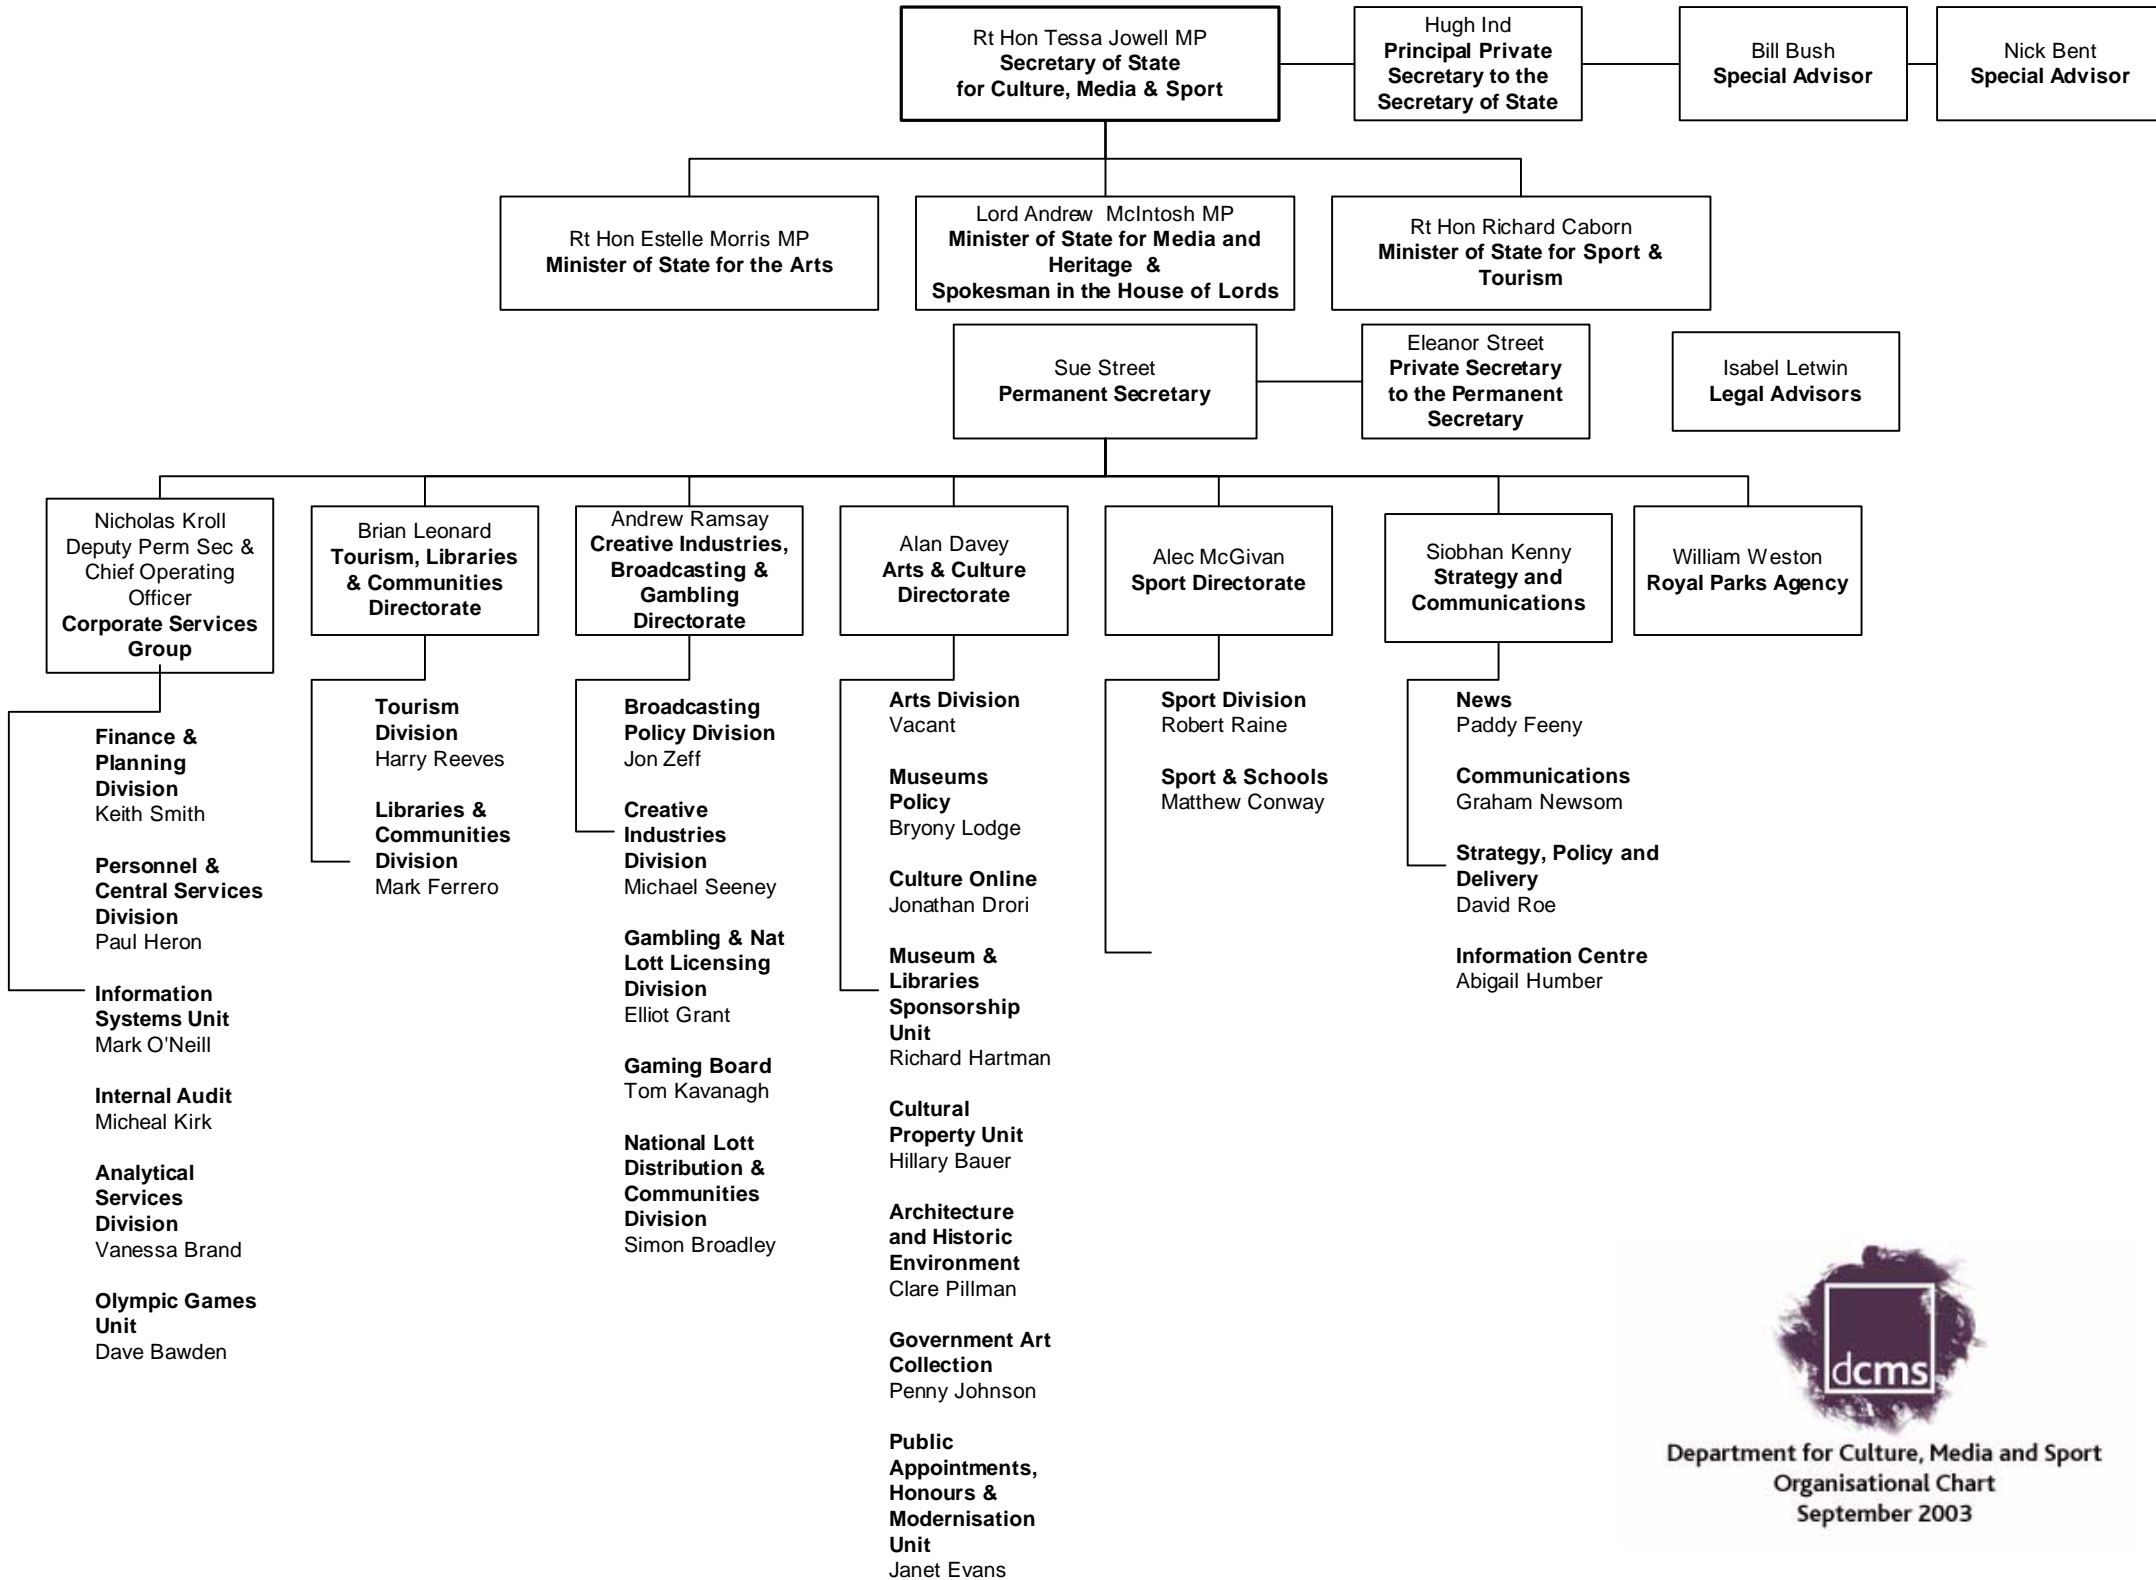 Rt Hon Tessa Jowell MP
Secretary of State
for Culture, Media & Sport
Hugh Ind
Principal Private
Secretary to the
Secretary of State
Bill Bush
Special Advisor
Nick Bent
Special Advisor
Rt Hon Estelle Morris MP
Minister of State for the Arts
Lord Andrew McIntosh MP
Minister of State for Media and
Heritage &
Spokesman in the House of Lords
Rt Hon Richard Caborn
Minister of State for Sport &
Tourism
Sue Street
Permanent Secretary
Eleanor Street
Private Secretary
to the Permanent
Secretary
Isabel Letwin
Legal Advisors
Nicholas Kroll
Deputy Perm Sec &
Chief Operating
Officer
Corporate Services
Group
Brian Leonard
Tourism, Libraries
& Communities
Directorate
Andrew Ramsay
Creative Industries,
Broadcasting &
Gambling
Directorate
Alan Davey
Arts & Culture
Directorate
Alec McGivan
Sport Directorate
Siobhan Kenny
Strategy and
Communications
William Weston
Royal Parks Agency
Finance &
Planning
Division
Keith Smith
Personnel &
Central Services
Division
Paul Heron
Information
Systems Unit
Mark O'Neill
Internal Audit
Micheal Kirk
Analytical
Services
Division
Vanessa Brand
Olympic Games
Unit
Dave Bawden
Tourism
Division
Harry Reeves
Libraries &
Communities
Division
Mark Ferrero
Broadcasting
Policy Division
Jon Zeff
Creative
Industries
Division
Michael Seeney
Gambling & Nat
Lott Licensing
Division
Elliot Grant
Gaming Board
Tom Kavanagh
National Lott
Distribution &
Communities
Division
Simon Broadley
Arts Division
Vacant
Museums
Policy
Bryony Lodge
Culture Online
Jonathan Drori
Museum &
Libraries
Sponsorship
Unit
Richard Hartman
Cultural
Property Unit
Hillary Bauer
Architecture
and Historic
Environment
Clare Pillman
Government Art
Collection
Penny Johnson
Public
Appointments,
Honours &
Modernisation
Unit
Janet Evans
Sport Division
Robert Raine
Sport & Schools
Matthew Conway
News
Paddy Feeny
Communications
Graham Newsom
Strategy, Policy and
Delivery
David Roe
Information Centre
Abigail Humber
dcms
Department for Culture, Media and Sport
Organisational Chart
September 2003